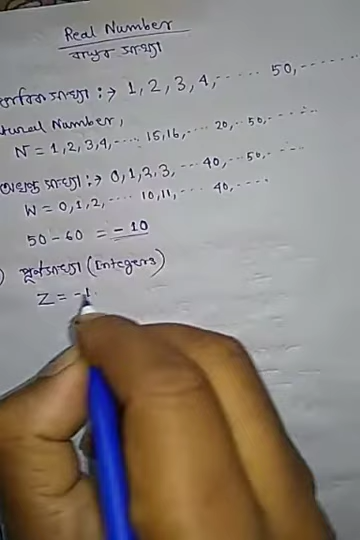 Real Number
বাস্তব সংখ্যা
সংখ্যা :→ 1, 2, 3, 4, ...... 50, .......
Number,
N = 1, 2, 3, 4, ..... 15, 16, .... 20, .. 50, ......
অখণ্ড সংখ্যা :→ 0, 1, 2, 3, ... 40, ... 50, ....
W = 0, 1, 2, .... 10, 11, .... 40, ....
50 - 60 = - 10
) পূর্ণসংখ্যা (Integers)
Z = -1